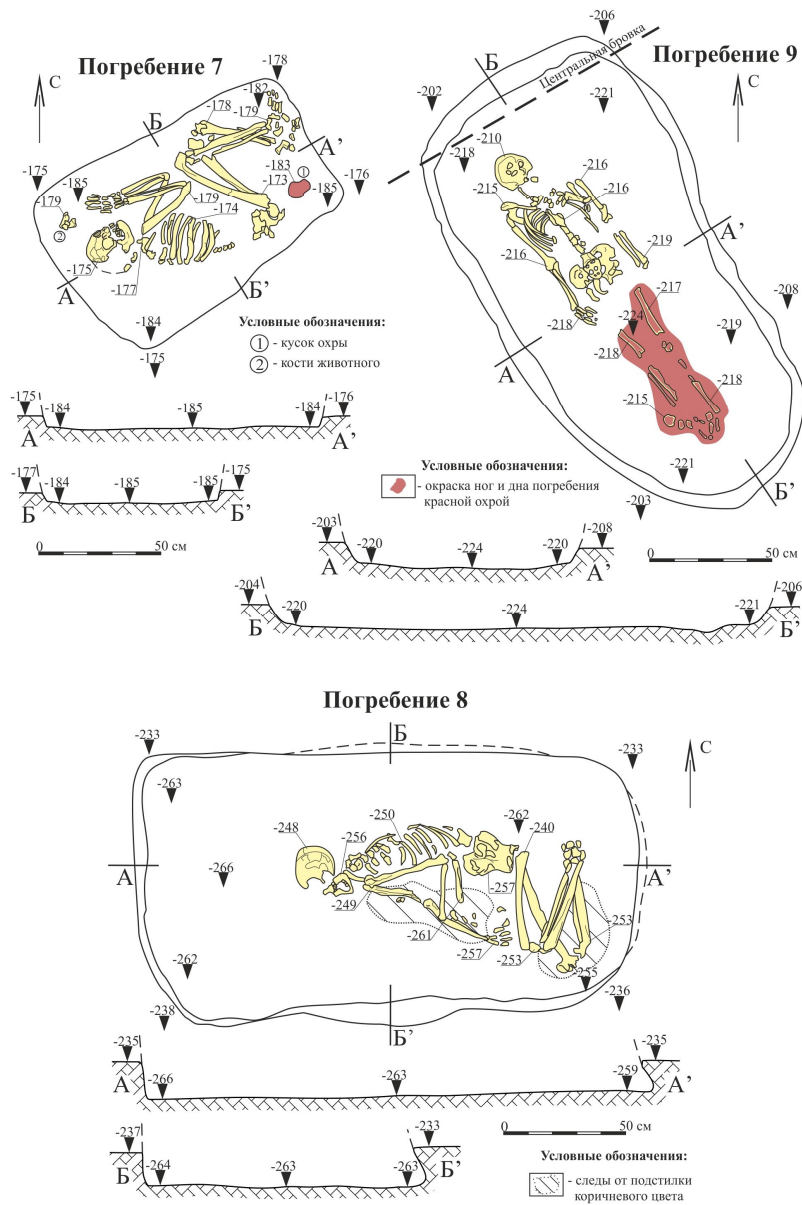 Погребение 7
С
-178
-182
-178
-179
Б
А’
-183
1
-176
-175
-185
-173
-185
-179
-174
-179
2
-175
-177
А
Б’
-184
-175
Условные обозначения:
1 - кусок охры
2 - кости животного
-175
-184
-185
-184
-176
А
А’
-177
-184
-185
-185
-175
Б
Б’
0
50 см
Погребение 9
-206
Центральная бровка
С
Б
-202
-221
-210
-218
-216
-215
-216
-216
-219
А’
-217
-208
-218
-224
-219
-218
А
-218
-215
-221
Б’
-203
Условные обозначения:
- окраска ног и дна погребения
красной охрой
-203
-220
-224
-220
-208
А
А’
0
50 см
-204
-220
-224
-221
-206
Б
Б’
Погребение 8
-233
Б
-233
С
-263
-250
-262
-240
-248
-256
А
-266
А’
-249
-257
-253
-261
-257
-253
-262
-255
-238
-236
Б’
-235
-266
-263
-259
-235
А
А’
-237
-264
-263
-263
-233
Б
Б’
0
50 см
Условные обозначения:
- следы от подстилки
коричневого цвета